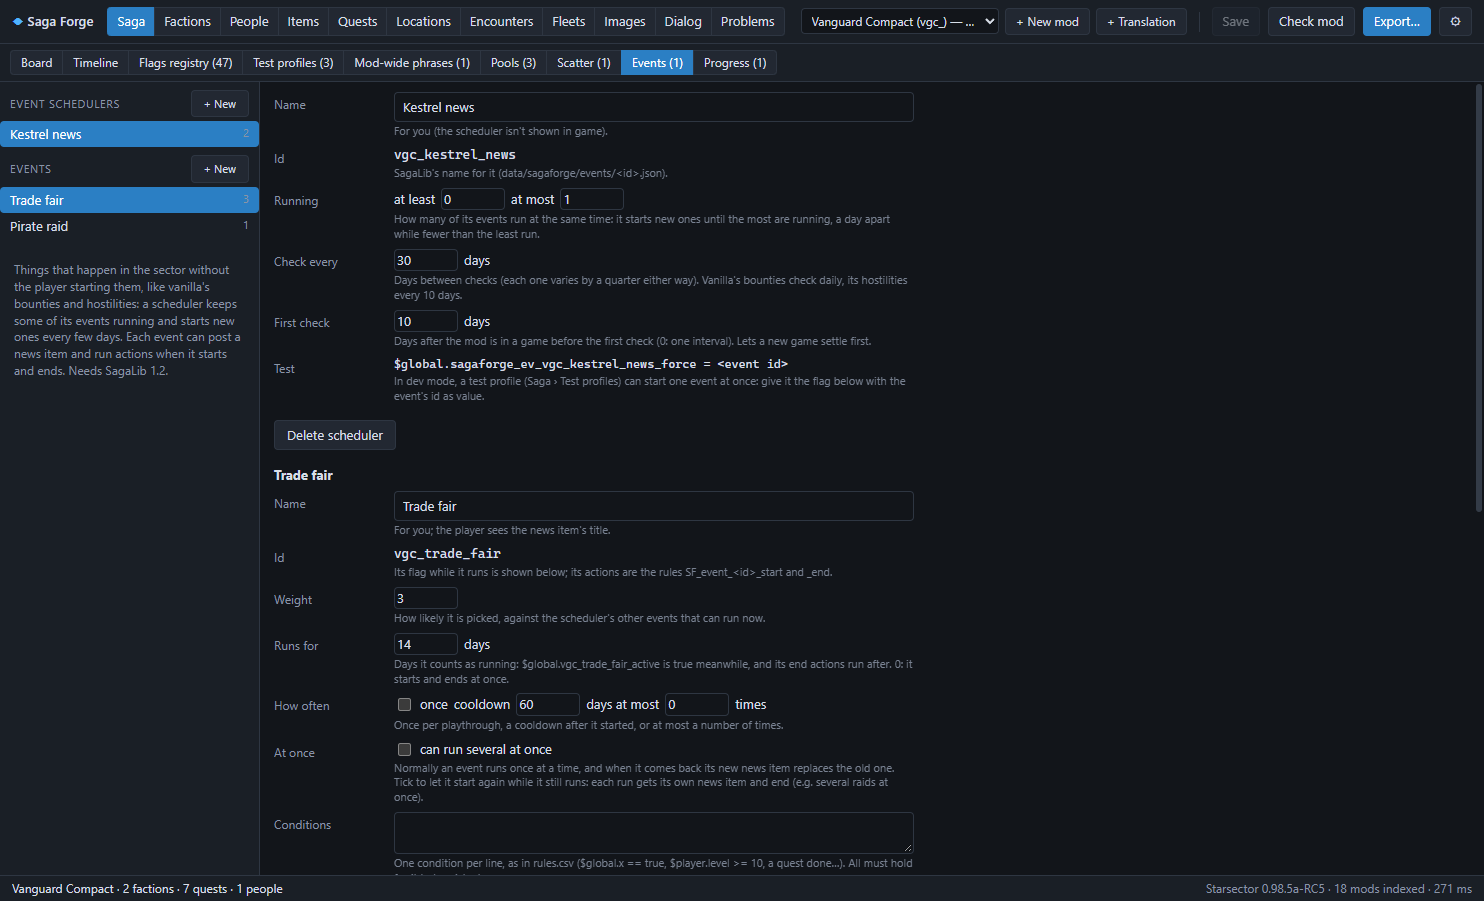 Saga Forge
Saga
Factions
People
Items
Quests
Locations
Encounters
Fleets
Images
Dialog
Problems
Vanguard Compact (vgc_) — ...
+ New mod
+ Translation
Save
Check mod
Export...
Board
Timeline
Flags registry (47)
Test profiles (3)
Mod-wide phrases (1)
Pools (3)
Scatter (1)
Events (1)
Progress (1)
EVENT SCHEDULERS
+ New
Kestrel news 2
EVENTS
+ New
Trade fair 3
Pirate raid 1
Things that happen in the sector without
the player starting them, like vanilla's
bounties and hostilities: a scheduler keeps
some of its events running and starts new
ones every few days. Each event can post a
news item and run actions when it starts
and ends. Needs SagaLib 1.2.
Name
Kestrel news
For you (the scheduler isn't shown in game).
Id
vgc_kestrel_news
SagaLib's name for it (data/sagaforge/events/<id>.json).
Running
at least 0 at most 1
How many of its events run at the same time: it starts new ones until the most are running, a day apart
while fewer than the least run.
Check every
30 days
Days between checks (each one varies by a quarter either way). Vanilla's bounties check daily, its hostilities
every 10 days.
First check
10 days
Days after the mod is in a game before the first check (0: one interval). Lets a new game settle first.
Test
$global.sagaforge_ev_vgc_kestrel_news_force = <event id>
In dev mode, a test profile (Saga › Test profiles) can start one event at once: give it the flag below with the
event's id as value.
Delete scheduler
Trade fair
Name
Trade fair
For you; the player sees the news item's title.
Id
vgc_trade_fair
Its flag while it runs is shown below; its actions are the rules SF_event_<id>_start and _end.
Weight
3
How likely it is picked, against the scheduler's other events that can run now.
Runs for
14 days
Days it counts as running: $global.vgc_trade_fair_active is true meanwhile, and its end actions run after. 0: it
starts and ends at once.
How often
once cooldown 60 days at most 0 times
Once per playthrough, a cooldown after it started, or at most a number of times.
At once
can run several at once
Normally an event runs once at a time, and when it comes back its new news item replaces the old one.
Tick to let it start again while it still runs: each run gets its own news item and end (e.g. several raids at
once).
Conditions
One condition per line, as in rules.csv ($global.x == true, $player.level >= 10, a quest done...). All must hold
Vanguard Compact · 2 factions · 7 quests · 1 people
Starsector 0.98.5a-RC5 · 18 mods indexed · 271 ms